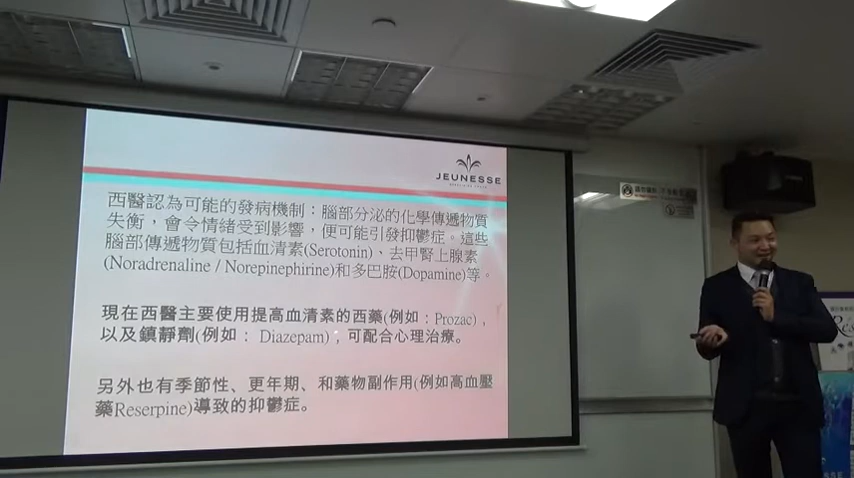 JEUNESSE
西醫認為可能的發病機制：腦部分泌的化學傳遞物質
失衡，會令情緒受到影響，便可能引發抑鬱症。這些
腦部傳遞物質包括血清素(Serotonin)、去甲腎上腺素
(Noradrenaline / Norepinephirine)和多巴胺(Dopamine)等。
現在西醫主要使用提高血清素的西藥(例如：Prozac)，
以及鎮靜劑(例如： Diazepam)，可配合心理治療。
另外也有季節性、更年期、和藥物副作用(例如高血壓
藥Reserpine)導致的抑鬱症。